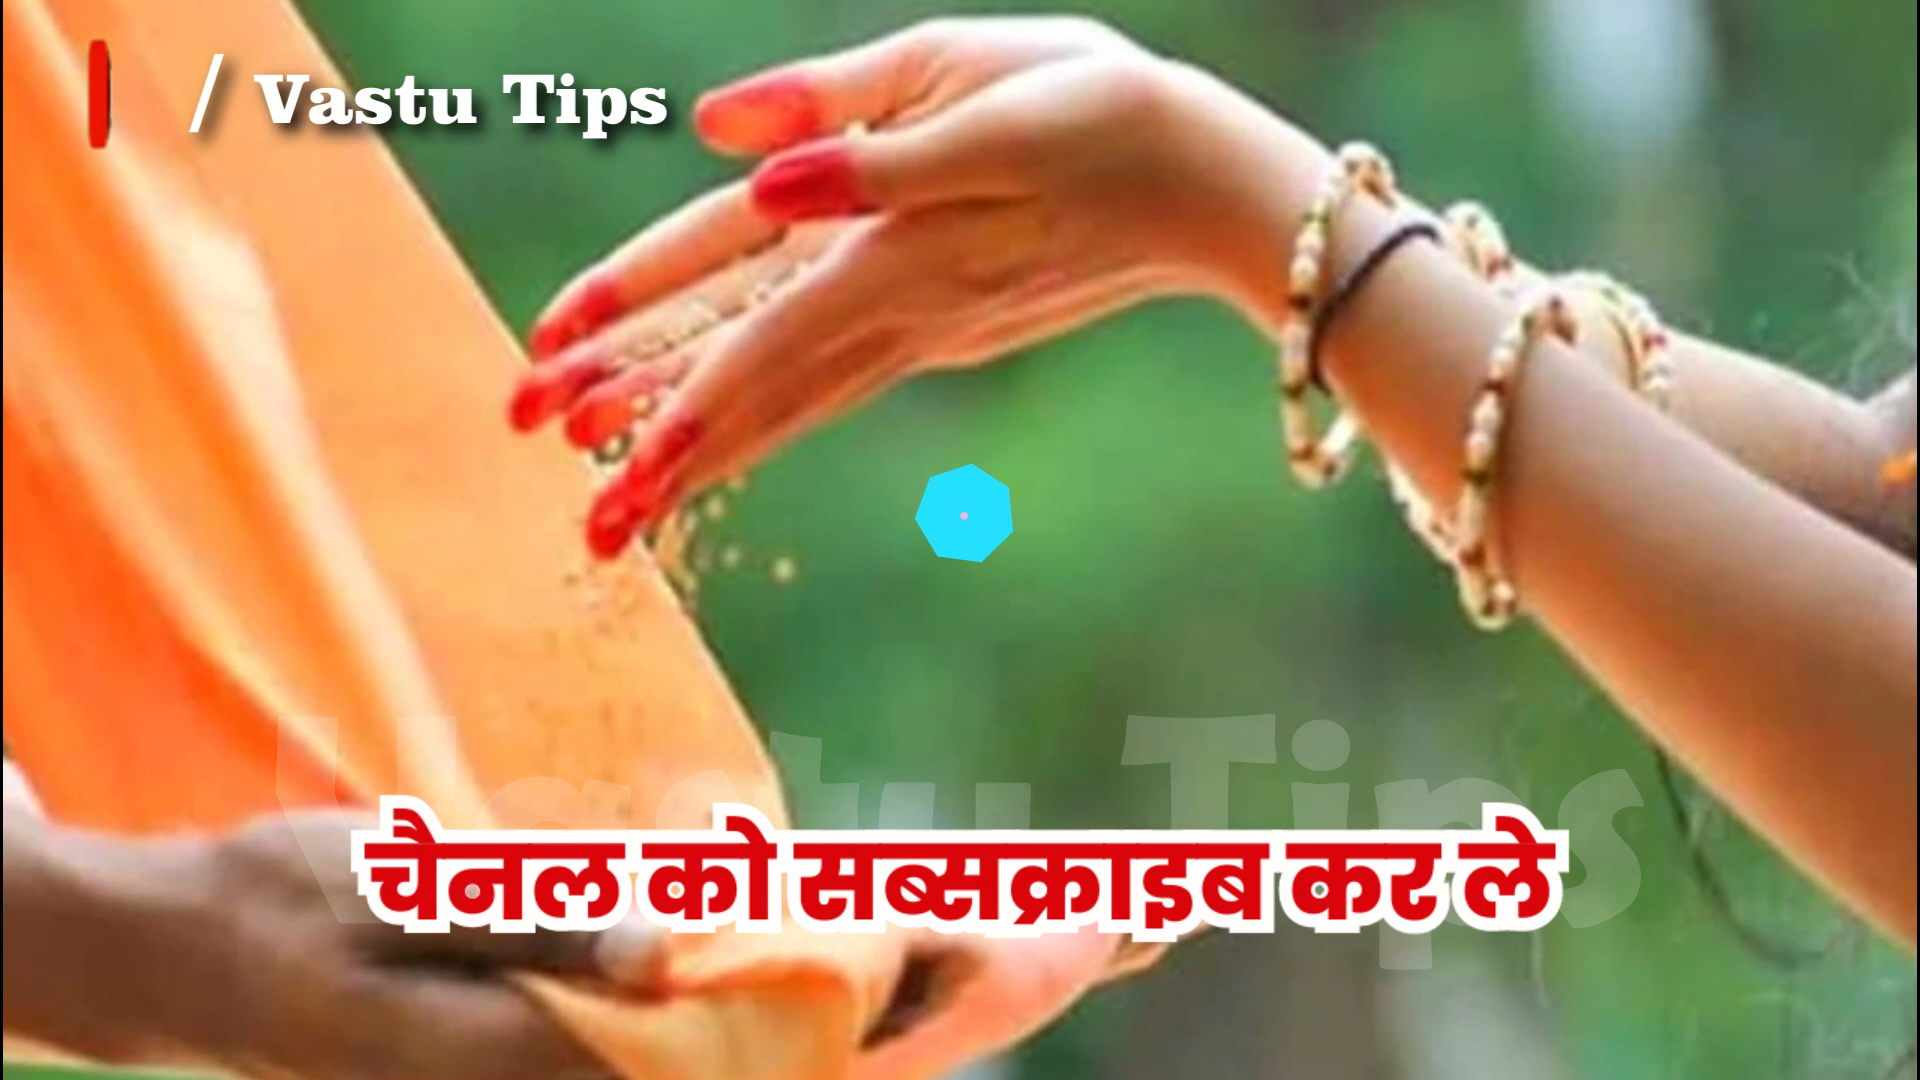 / Vastu Tips
Vastu Tips
चैनल को सब्सक्राइब कर ले